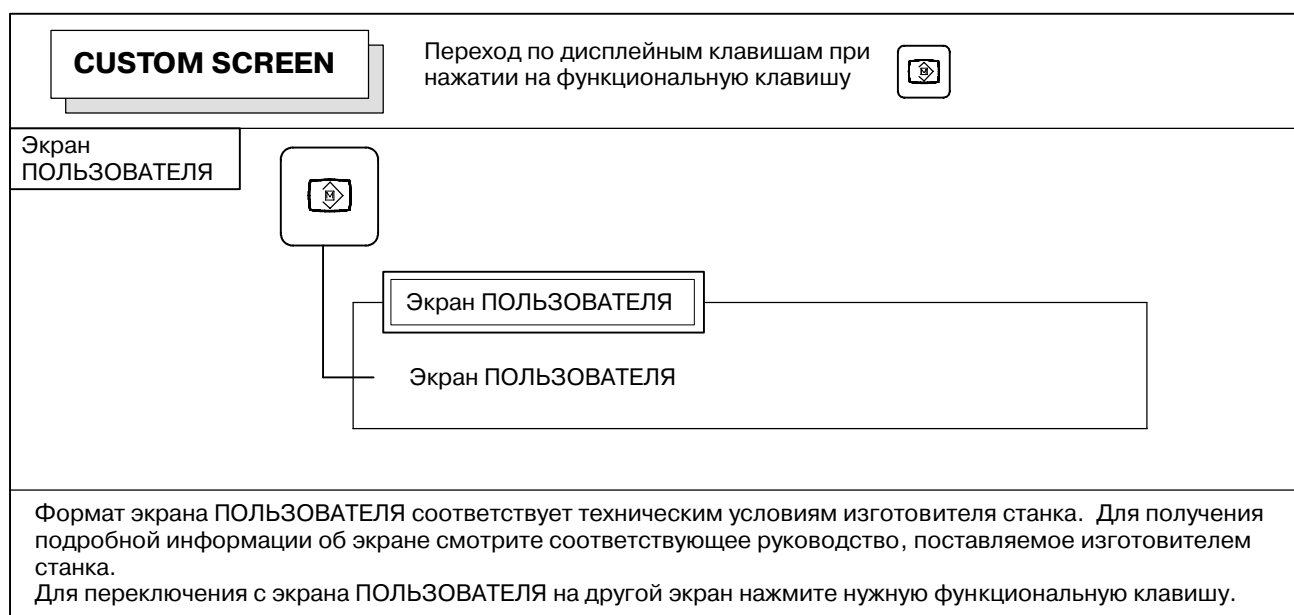 CUSTOM SCREEN
Переход по дисплейным клавишам при
нажатии на функциональную клавишу
M
Экран
ПОЛЬЗОВАТЕЛЯ
M
Экран ПОЛЬЗОВАТЕЛЯ
Экран ПОЛЬЗОВАТЕЛЯ
Формат экрана ПОЛЬЗОВАТЕЛЯ соответствует техническим условиям изготовителя станка. Для получения
подробной информации об экране смотрите соответствующее руководство, поставляемое изготовителем
станка.
Для переключения с экрана ПОЛЬЗОВАТЕЛЯ на другой экран нажмите нужную функциональную клавишу.